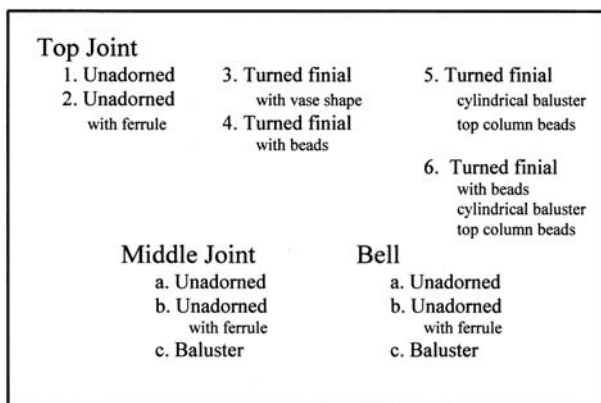 Top Joint
1. Unadorned
2. Unadorned
with ferrule
3. Turned finial
with vase shape
4. Turned finial
with beads
5. Turned finial
cylindrical baluster
top column beads
6. Turned finial
with beads
cylindrical baluster
top column beads
Middle Joint
a. Unadorned
b. Unadorned
with ferrule
c. Baluster
Bell
a. Unadorned
b. Unadorned
with ferrule
c. Baluster